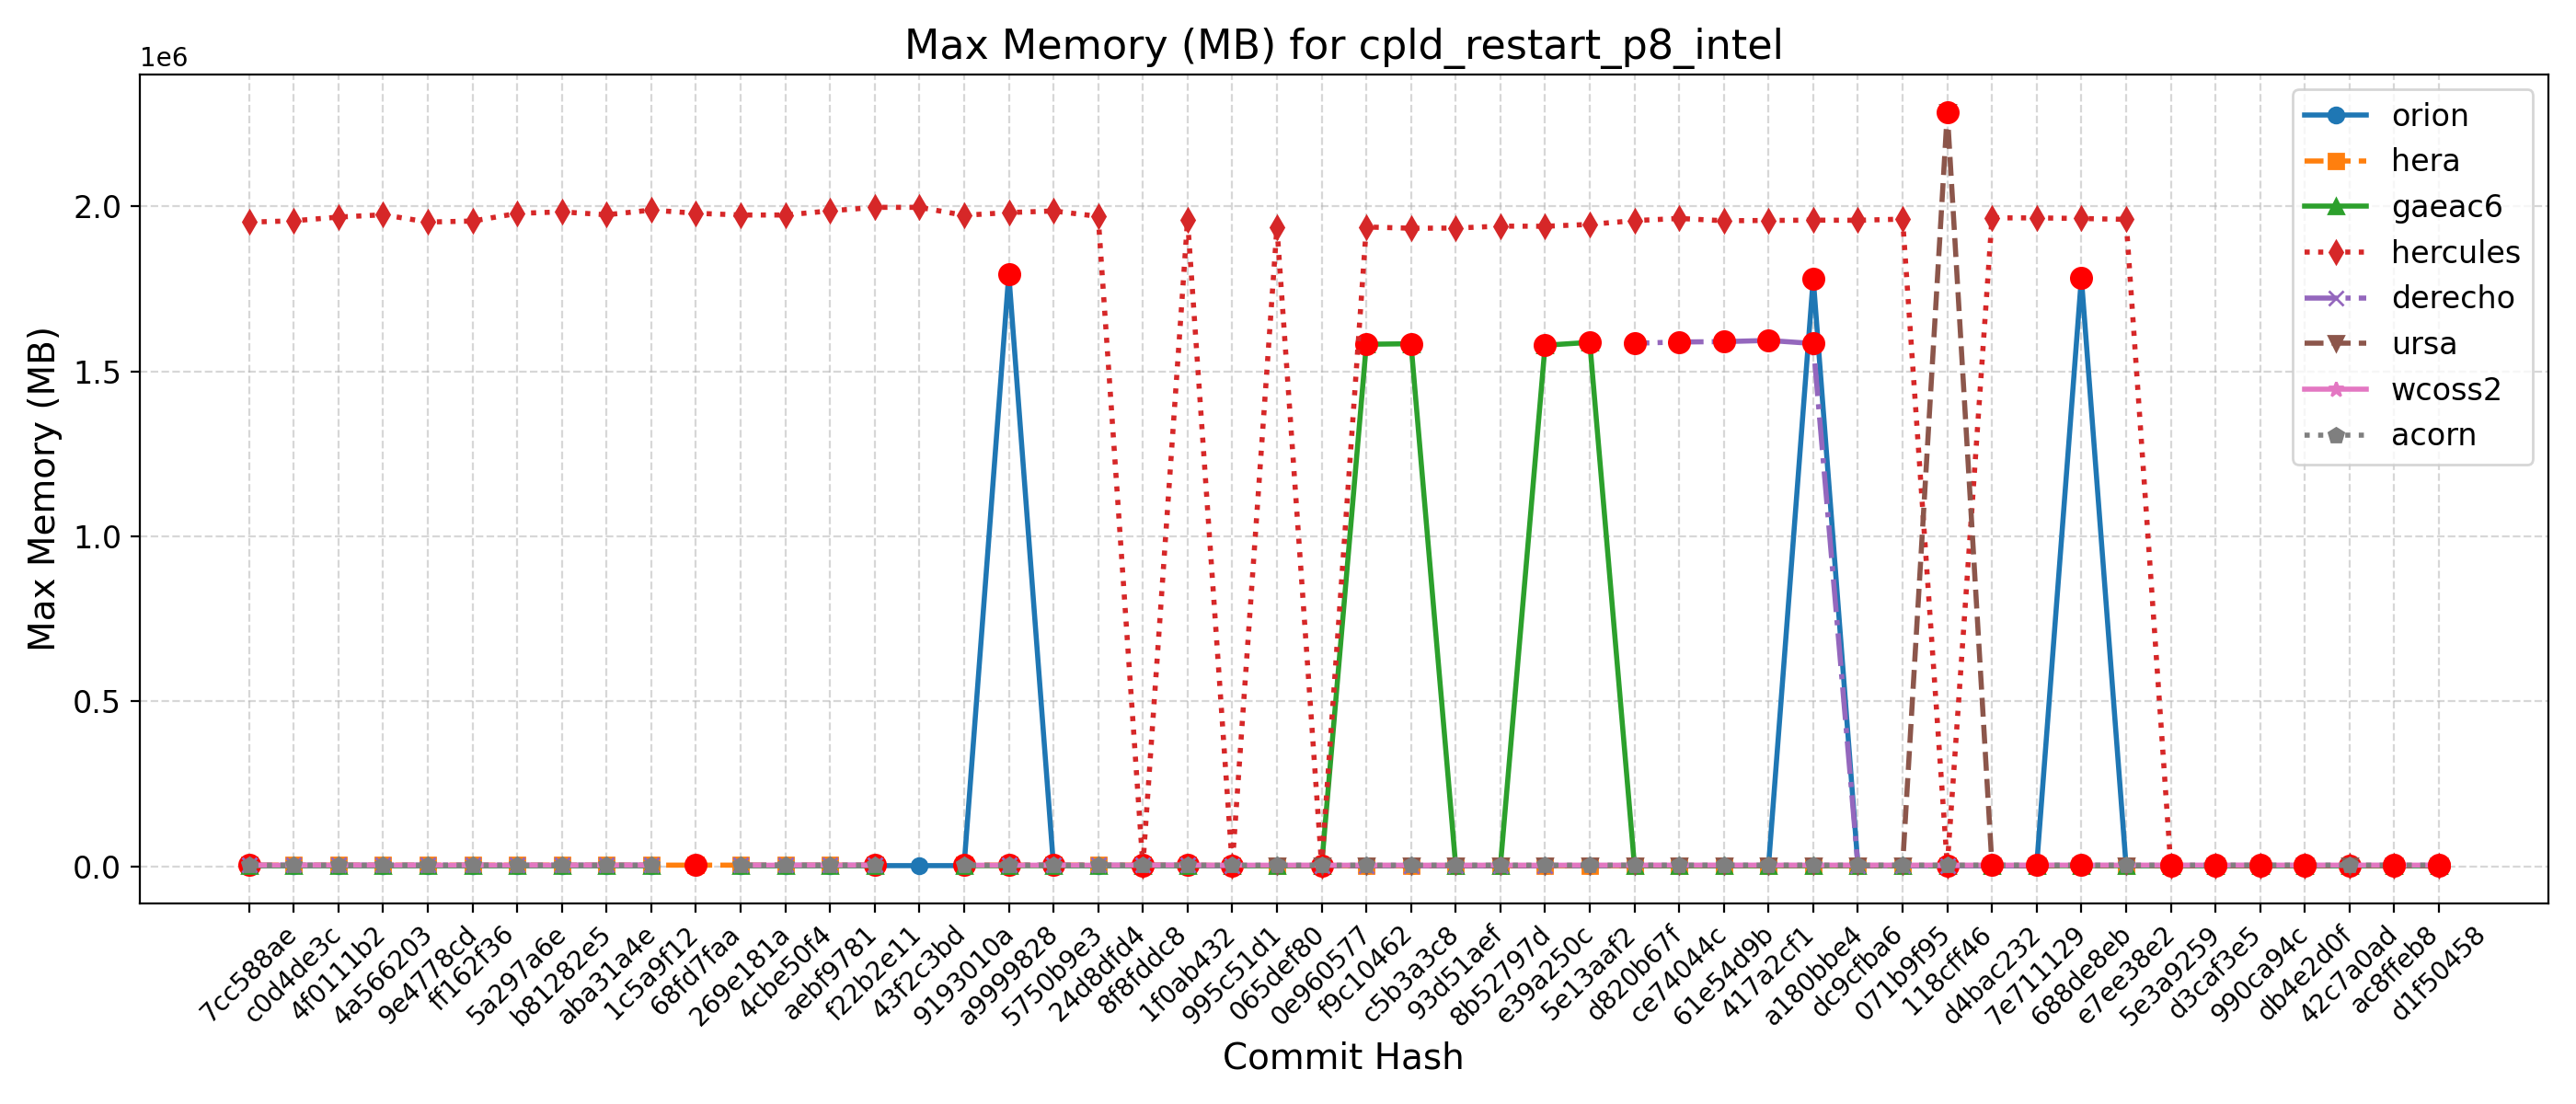 Max Memory (MB) for cpld_restart_p8_intel
1e6
2.0
1.5
1.0
0.5
0.0
Max Memory (MB)
orion
hera
gaeac6
hercules
derecho
ursa
wcoss2
acorn
7cc588ae
c0d4de3c
4f0111b2
4a566203
9e4778cd
ff162f36
5a297a6e
b81282e5
aba31a4e
1c5a9f12
68fd7faa
269e181a
4cbe50f4
aebf9781
f22b2e11
43f2c3bd
9193010a
a9999828
5750b9e3
24d8dfd4
8f8fddc8
1f0ab432
995c51d1
065def80
0e960577
f9c10462
c5b3a3c8
93d51aef
8b52797d
e39a250c
5e13aaf2
d820b67f
ce74044c
61e54d9b
417a2cf1
a180bbe4
dc9cfba6
071b9f95
118cff46
d4bac232
7e711129
688de8eb
e7ee38e2
5e3a9259
d3caf3e5
990ca94c
db4e2d0f
42c7a0ad
ac8ffeb8
d1f50458
Commit Hash